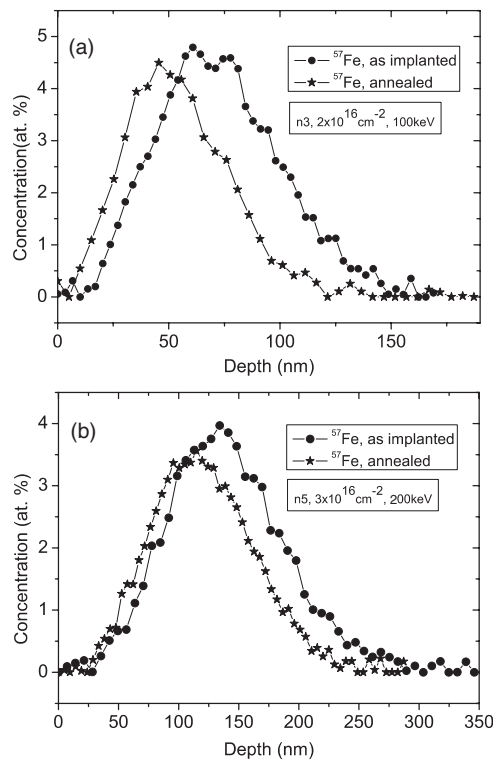 (a)
⁵⁷Fe, as implanted
⁵⁷Fe, annealed
n3, 2x10¹⁶cm⁻², 100keV
Concentration(at. %)
5
4
3
2
1
0
0 50 100 150
Depth (nm)
(b)
⁵⁷Fe, as implanted
⁵⁷Fe, annealed
n5, 3x10¹⁶cm⁻², 200keV
Concentration (at. %)
4
3
2
1
0
0 50 100 150 200 250 300 350
Depth (nm)